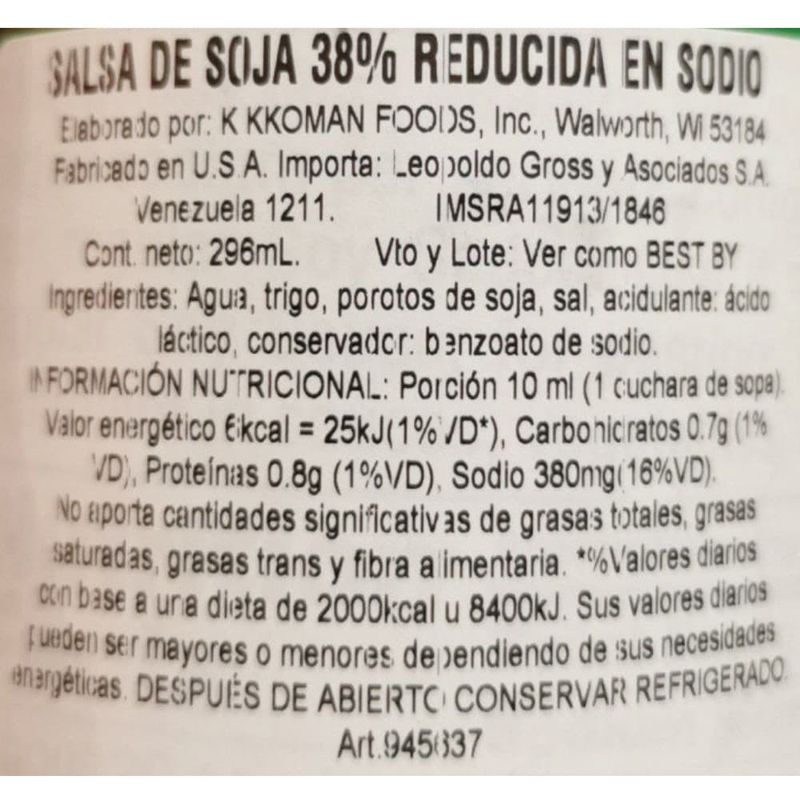 SALSA DE SOJA 38% REDUCIDA EN SODIO
Elaborado por: KIKKOMAN FOODS, Inc., Walworth, WI 53184
Fabricado en U.S.A. Importa: Leopoldo Gross y Asociados S.A.
Venezuela 1211. IMSRA11913/1846
Cont. neto: 296mL. Vto y Lote: Ver como BEST BY
Ingredientes: Agua, trigo, porotos de soja, sal, acidulante: ácido
láctico, conservador: benzoato de sodio.
INFORMACIÓN NUTRICIONAL: Porción 10 ml (1 cuchara de sopa).
Valor energético 6kcal = 25kJ(1%VD*), Carbohidratos 0.7g (1%
VD), Proteínas 0.8g (1%VD), Sodio 380mg(16%VD).
No aporta cantidades significativas de grasas totales, grasas
saturadas, grasas trans y fibra alimentaria. *%Valores diarios
con base a una dieta de 2000kcal u 8400kJ. Sus valores diarios
pueden ser mayores o menores dependiendo de sus necesidades
energéticas. DESPUÉS DE ABIERTO CONSERVAR REFRIGERADO.
Art.945637